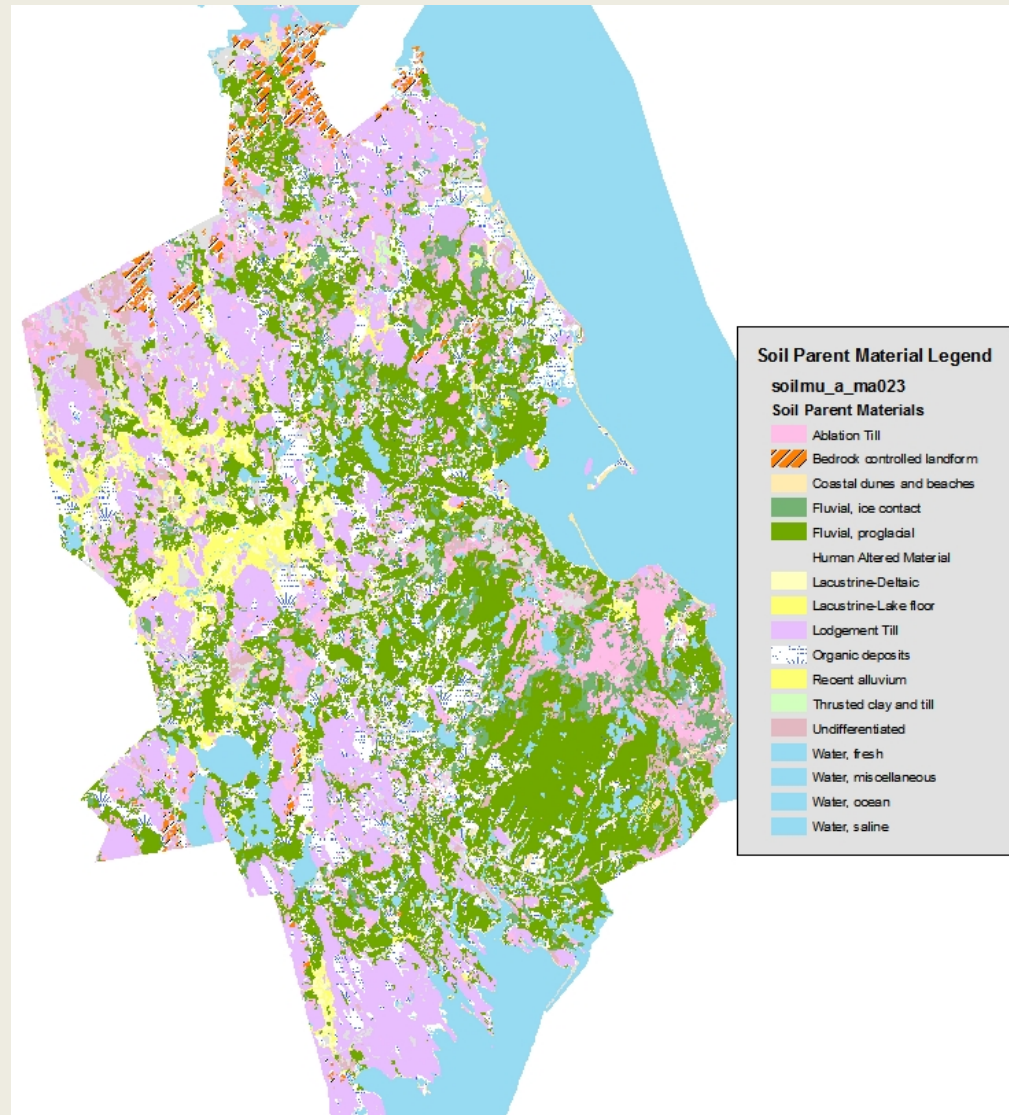 Soil Parent Material Legend
soilmu_a_ma023
Soil Parent Materials
Ablation Till
Bedrock controlled landform
Coastal dunes and beaches
Fluvial, ice contact
Fluvial, proglacial
Human Altered Material
Lacustrine-Deltaic
Lacustrine-Lake floor
Lodgement Till
Organic deposits
Recent alluvium
Thrusted clay and till
Undifferentiated
Water, fresh
Water, miscellaneous
Water, ocean
Water, saline